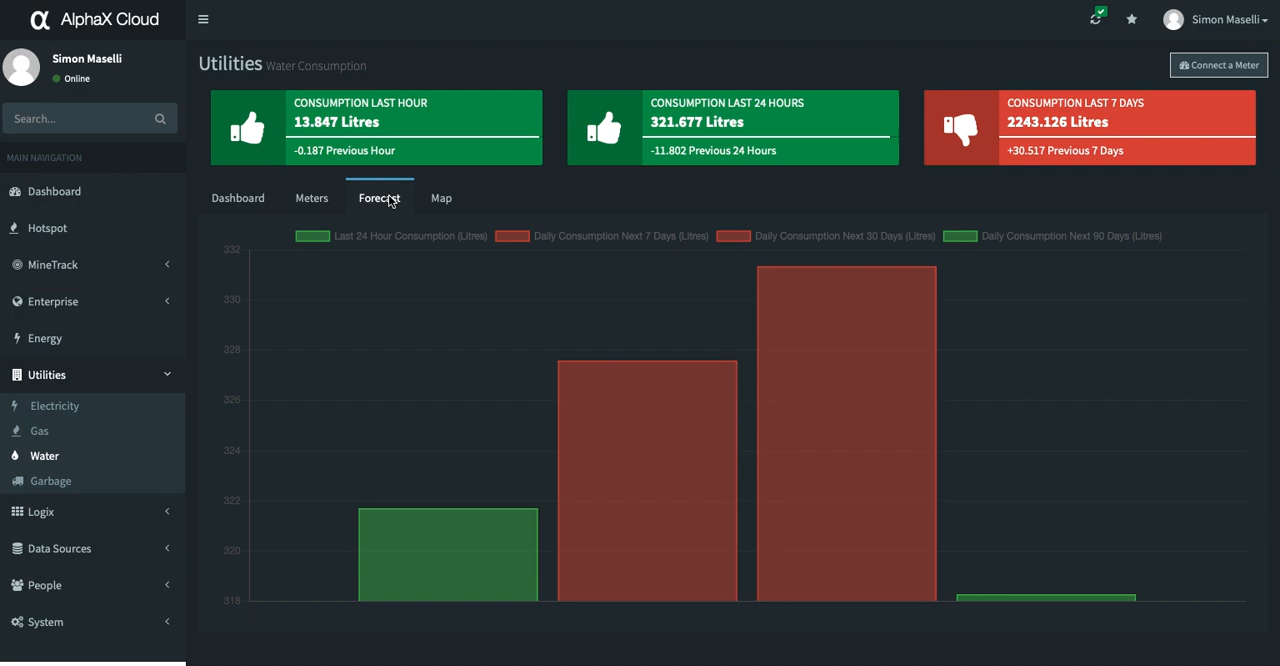 AlphaX Cloud
Simon Maselli
Simon Maselli
Online
Search...
MAIN NAVIGATION
Dashboard
Hotspot
MineTrack
Enterprise
Energy
Utilities
Electricity
Gas
Water
Garbage
Logix
Data Sources
People
System
Utilities Water Consumption
Connect a Meter
CONSUMPTION LAST HOUR
13.847 Litres
-0.187 Previous Hour
CONSUMPTION LAST 24 HOURS
321.677 Litres
-11.802 Previous 24 Hours
CONSUMPTION LAST 7 DAYS
2243.126 Litres
+30.517 Previous 7 Days
Dashboard Meters Forecast Map
Last 24 Hour Consumption (Litres) Daily Consumption Next 7 Days (Litres) Daily Consumption Next 30 Days (Litres) Daily Consumption Next 90 Days (Litres)
332
330
328
326
324
322
320
318